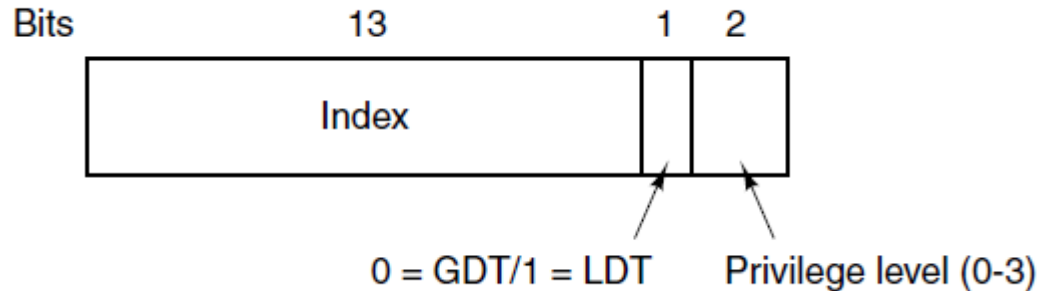 Bits 13 1 2
Index
0 = GDT/1 = LDT Privilege level (0-3)